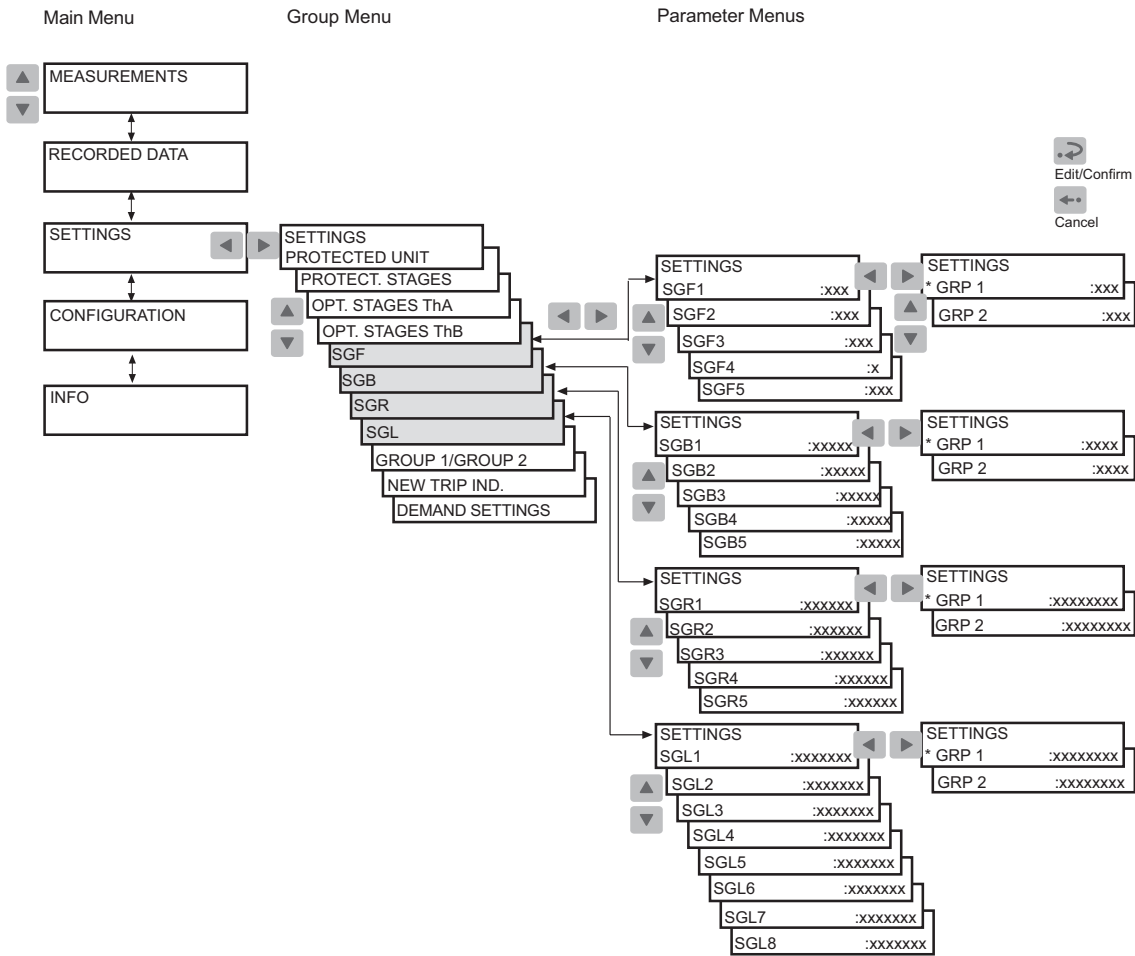 Main Menu
Group Menu
Parameter Menus
MEASUREMENTS
RECORDED DATA
SETTINGS
CONFIGURATION
INFO
SETTINGS
PROTECTED UNIT
PROTECT. STAGES
OPT. STAGES ThA
OPT. STAGES ThB
SGF
SGB
SGR
SGL
GROUP 1/GROUP 2
NEW TRIP IND.
DEMAND SETTINGS
Edit/Confirm
Cancel
SETTINGS
SGF1 :xxx
SGF2 :xxx
SGF3 :xxx
SGF4 :x
SGF5 :xxx
SETTINGS
* GRP 1 :xxx
GRP 2 :xxx
SETTINGS
SGB1 :xxxxx
SGB2 :xxxxx
SGB3 :xxxxx
SGB4 :xxxxx
SGB5 :xxxxx
SETTINGS
* GRP 1 :xxxx
GRP 2 :xxxx
SETTINGS
SGR1 :xxxxxx
SGR2 :xxxxxx
SGR3 :xxxxxx
SGR4 :xxxxxx
SGR5 :xxxxxx
SETTINGS
* GRP 1 :xxxxxxxx
GRP 2 :xxxxxxxx
SETTINGS
SGL1 :xxxxxxx
SGL2 :xxxxxxx
SGL3 :xxxxxxx
SGL4 :xxxxxxx
SGL5 :xxxxxxx
SGL6 :xxxxxxx
SGL7 :xxxxxxx
SGL8 :xxxxxxx
SETTINGS
* GRP 1 :xxxxxxxx
GRP 2 :xxxxxxxx